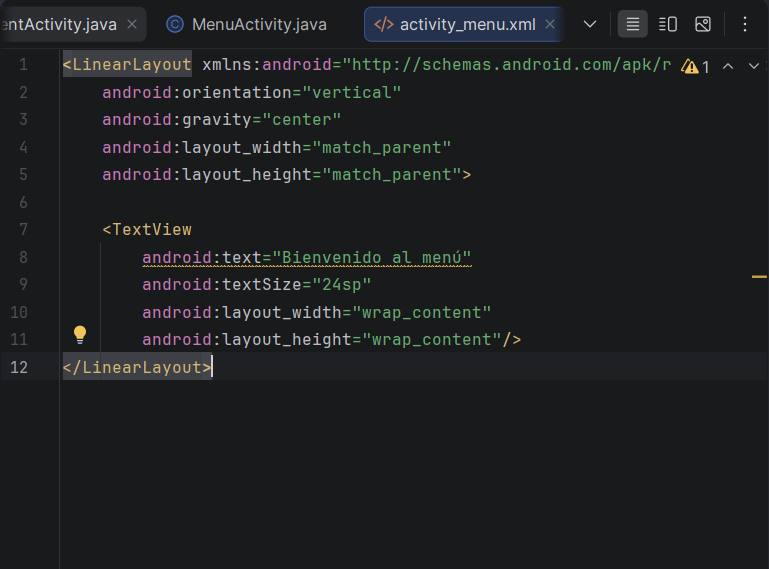 entActivity.java MenuActivity.java activity_menu.xml
1 <LinearLayout xmlns:android="http://schemas.android.com/apk/r 1
2 android:orientation="vertical"
3 android:gravity="center"
4 android:layout_width="match_parent"
5 android:layout_height="match_parent">
6
7 <TextView
8 android:text="Bienvenido al menú"
9 android:textSize="24sp"
10 android:layout_width="wrap_content"
11 android:layout_height="wrap_content"/>
12 </LinearLayout>